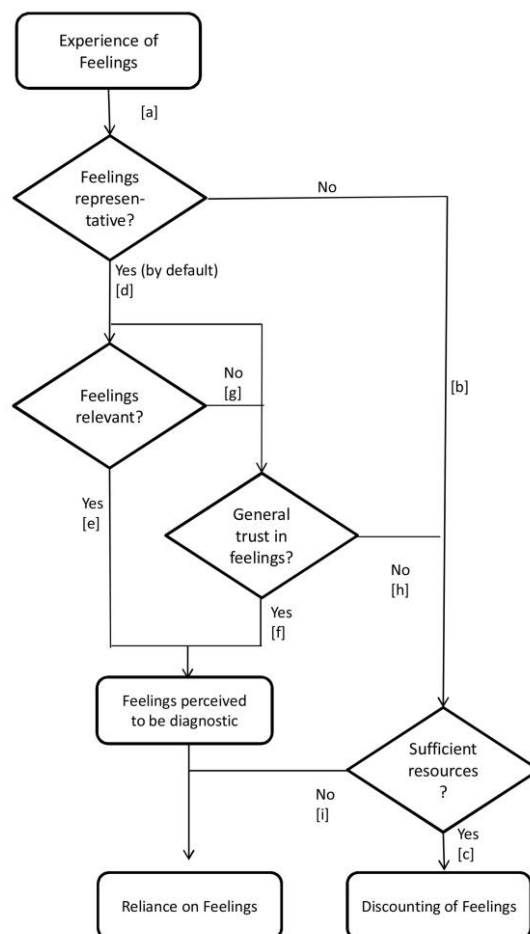 Experience of
Feelings
[a]
Feelings
represen-
tative?
No
Yes (by default)
[d]
Feelings
relevant?
No
[g]
[b]
Yes
[e]
General
trust in
feelings?
No
[h]
Yes
[f]
Feelings perceived
to be diagnostic
Sufficient
resources
?
No
[i]
Yes
[c]
Reliance on Feelings
Discounting of Feelings